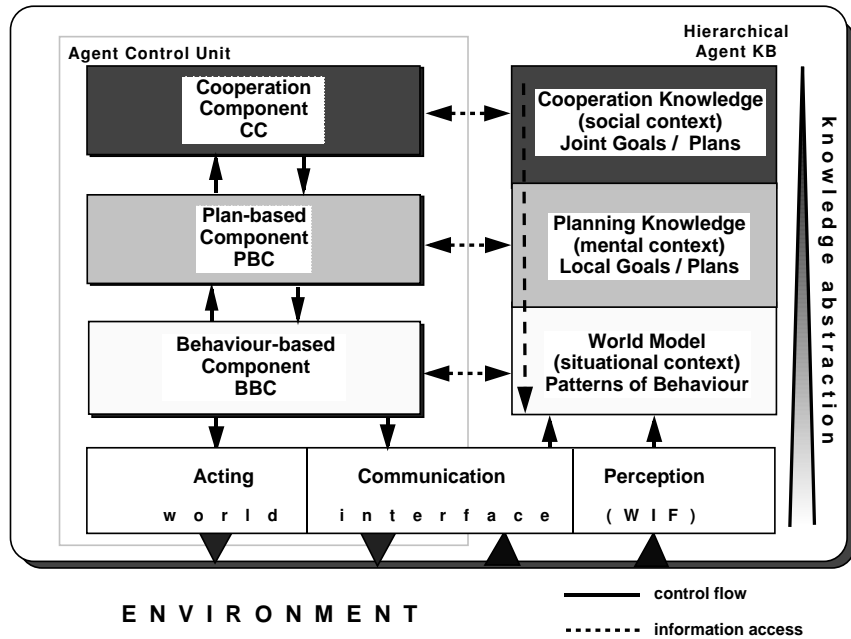 Hierarchical
Agent KB
Agent Control Unit
Cooperation
Component
CC
Cooperation Knowledge
(social context)
Joint Goals / Plans
Plan-based
Component
PBC
Planning Knowledge
(mental context)
Local Goals / Plans
Behaviour-based
Component
BBC
World Model
(situational context)
Patterns of Behaviour
knowledge abstraction
Acting
Communication
Perception
world
interface
(WIF)
ENVIRONMENT
control flow
information access